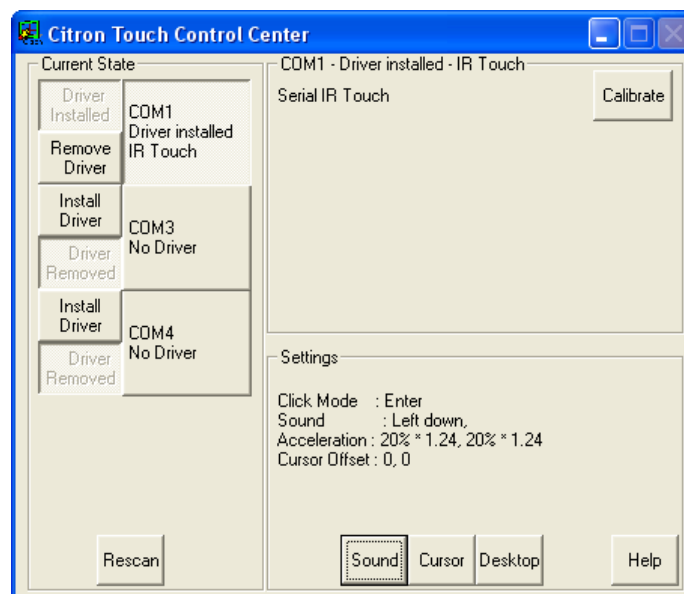 Citron Touch Control Center
Current State
Driver Installed
Remove Driver
COM1
Driver installed
IR Touch
Install Driver
Driver Removed
COM3
No Driver
Install Driver
Driver Removed
COM4
No Driver
Rescan
COM1 - Driver installed - IR Touch
Serial IR Touch
Calibrate
Settings
Click Mode : Enter
Sound : Left down,
Acceleration : 20% * 1.24, 20% * 1.24
Cursor Offset : 0, 0
Sound
Cursor
Desktop
Help